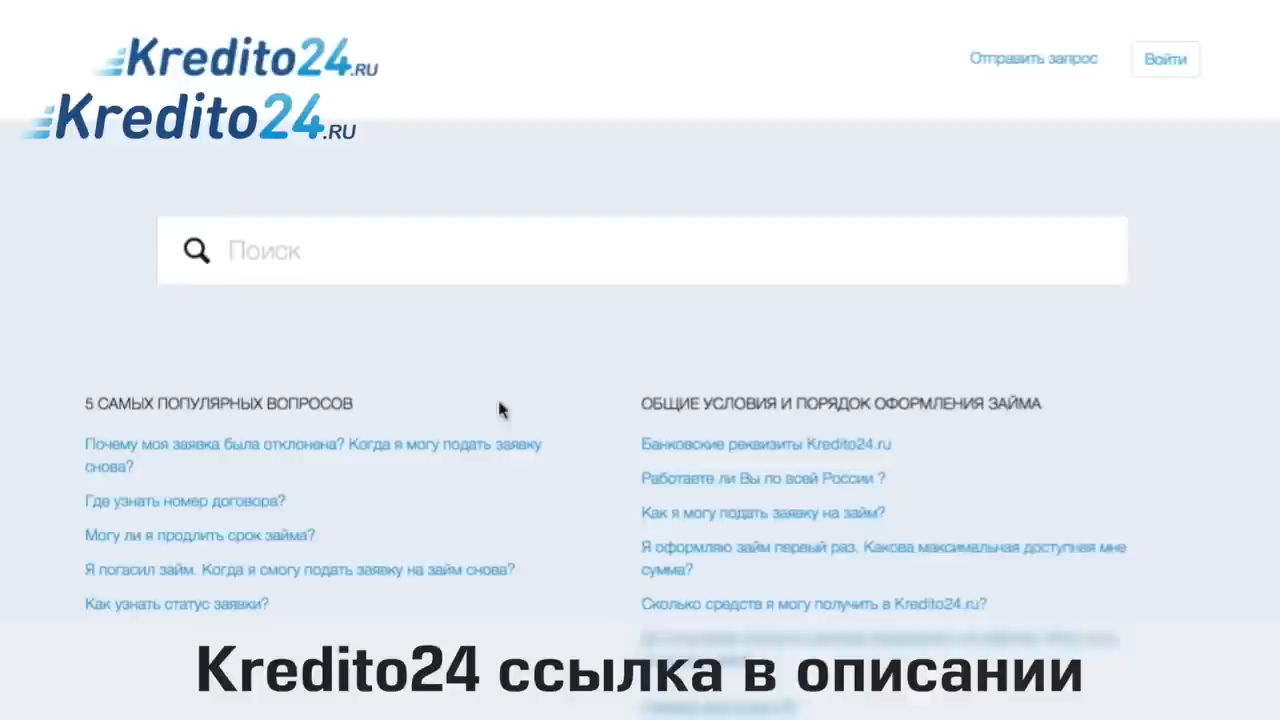 Kredito24.RU
Kredito24.RU
Отправить запрос
Войти
Поиск
5 САМЫХ ПОПУЛЯРНЫХ ВОПРОСОВ
Почему моя заявка была отклонена? Когда я могу подать заявку
снова?
Где узнать номер договора?
Могу ли я продлить срок займа?
Я погасил займ. Когда я смогу подать заявку на займ снова?
Как узнать статус заявки?
ОБЩИЕ УСЛОВИЯ И ПОРЯДОК ОФОРМЛЕНИЯ ЗАЙМА
Банковские реквизиты Kredito24.ru
Работаете ли Вы по всей России ?
Как я могу подать заявку на займ?
Я оформляю займ первый раз. Какова максимальная доступная мне
сумма?
Сколько средств я могу получить в Kredito24.ru?
Kredito24 ссылка в описании